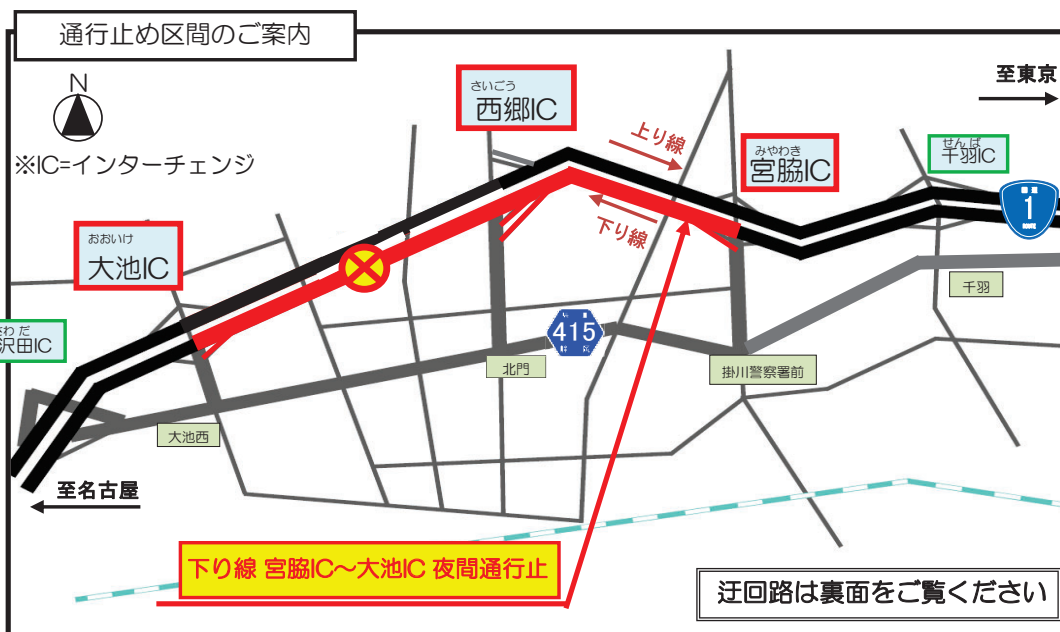 通行止め区間のご案内
N
※IC=インターチェンジ
さいごう
西郷IC
上り線
下り線
みやわき
宮脇IC
至東京
せんば
千羽IC
1
ROUTE
おおいけ
大池IC
わだ
沢田IC
415
千羽
北門
掛川警察署前
大池西
至名古屋
下り線 宮脇IC～大池IC 夜間通行止
迂回路は裏面をご覧ください